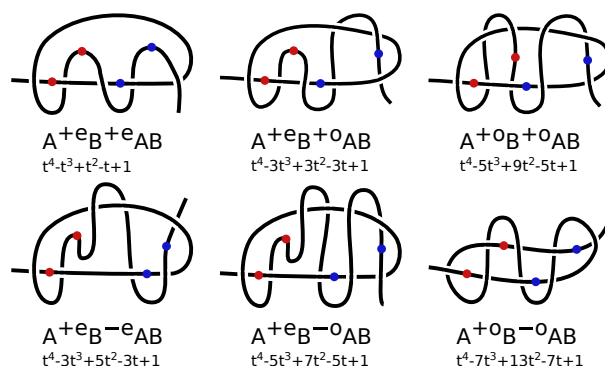 A+eB+eAB A+eB+oAB A+oB+oAB
t⁴-t³+t²-t+1 t⁴-3t³+3t²-3t+1 t⁴-5t³+9t²-5t+1
A+eB−eAB A+eB−oAB A+oB−oAB
t⁴-3t³+5t²-3t+1 t⁴-5t³+7t²-5t+1 t⁴-7t³+13t²-7t+1